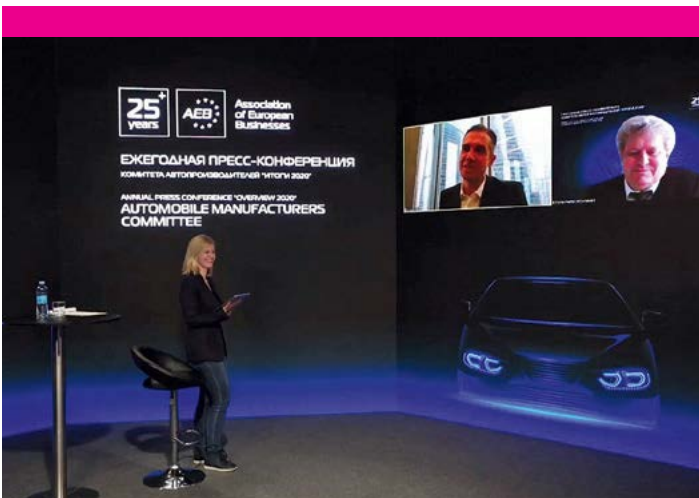 25+
years
AEB
Association
of European
Businesses
ЕЖЕГОДНАЯ ПРЕСС-КОНФЕРЕНЦИЯ
КОМИТЕТА АВТОПРОИЗВОДИТЕЛЕЙ "ИТОГИ 2020"
ANNUAL PRESS CONFERENCE "OVERVIEW 2020"
AUTOMOBILE MANUFACTURERS
COMMITTEE